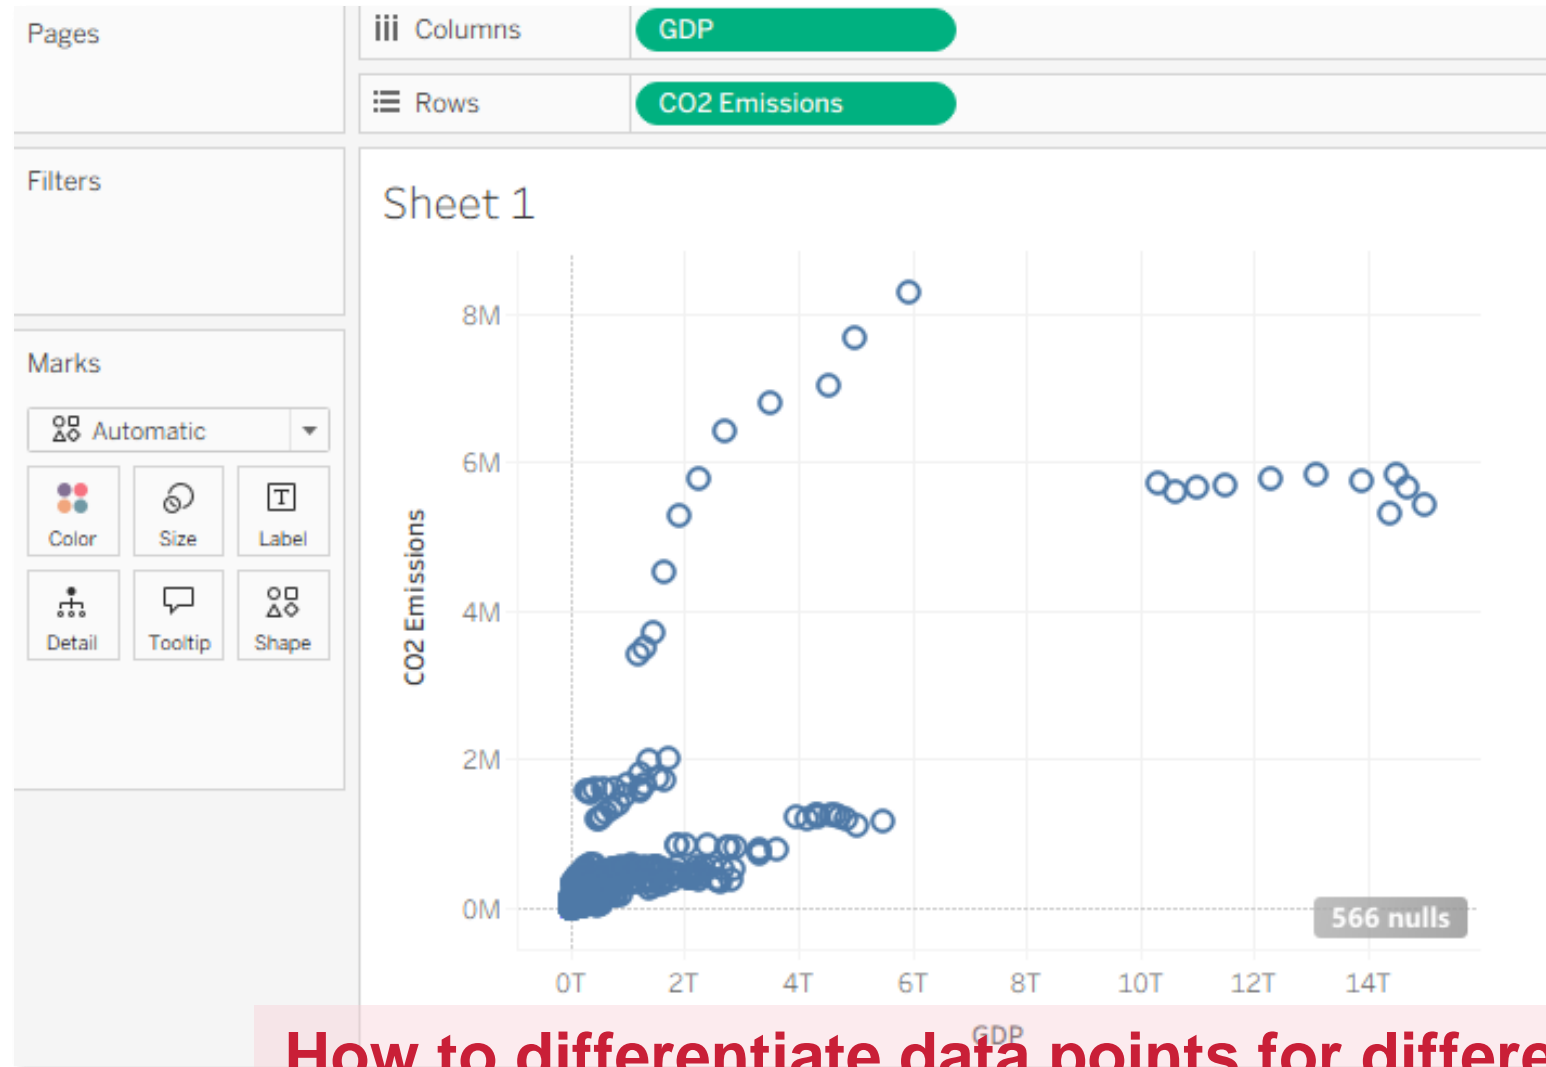 Pages
Columns
GDP
Rows
CO2 Emissions
Filters
Sheet 1
Marks
Automatic
Color
Size
Label
Detail
Tooltip
Shape
CO2 Emissions
8M
6M
4M
2M
0M
566 nulls
0T 2T 4T 6T 8T 10T 12T 14T
GDP
How to differentiate data points for differe